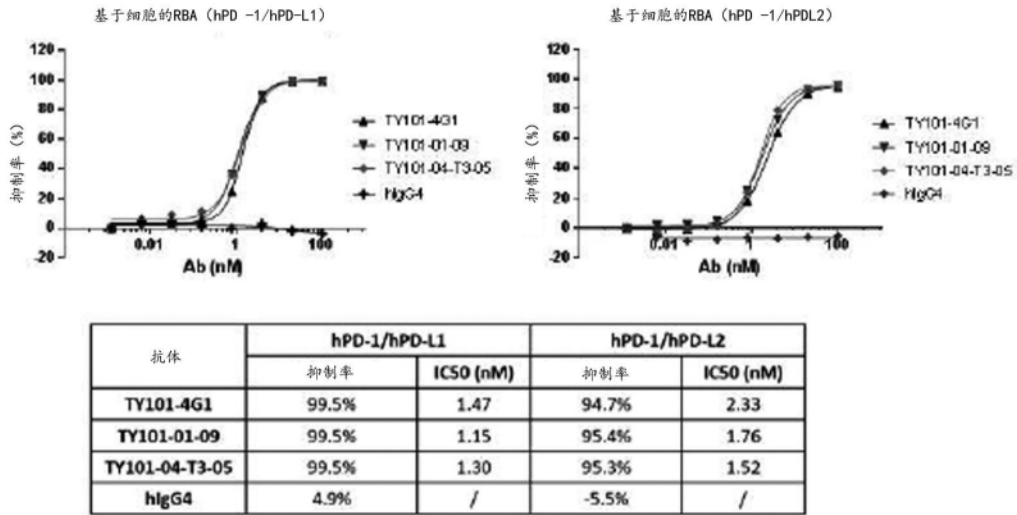 基于细胞的RBA（hPD -1/hPD-L1）
120
100
80
60
40
20
0
-20
抑制率 (%)
0.01
1
100
Ab (nM)
TY101-4G1
TY101-01-09
TY101-04-T3-05
hIgG4
基于细胞的RBA（hPD -1/hPDL2）
120
100
80
60
40
20
0
-20
抑制率 (%)
0.01
1
100
Ab (nM)
TY101-4G1
TY101-01-09
TY101-04-T3-05
hIgG4
抗体 hPD-1/hPD-L1 hPD-1/hPD-L2
抑制率 IC50 (nM) 抑制率 IC50 (nM)
TY101-4G1 99.5% 1.47 94.7% 2.33
TY101-01-09 99.5% 1.15 95.4% 1.76
TY101-04-T3-05 99.5% 1.30 95.3% 1.52
hIgG4 4.9% / -5.5% /